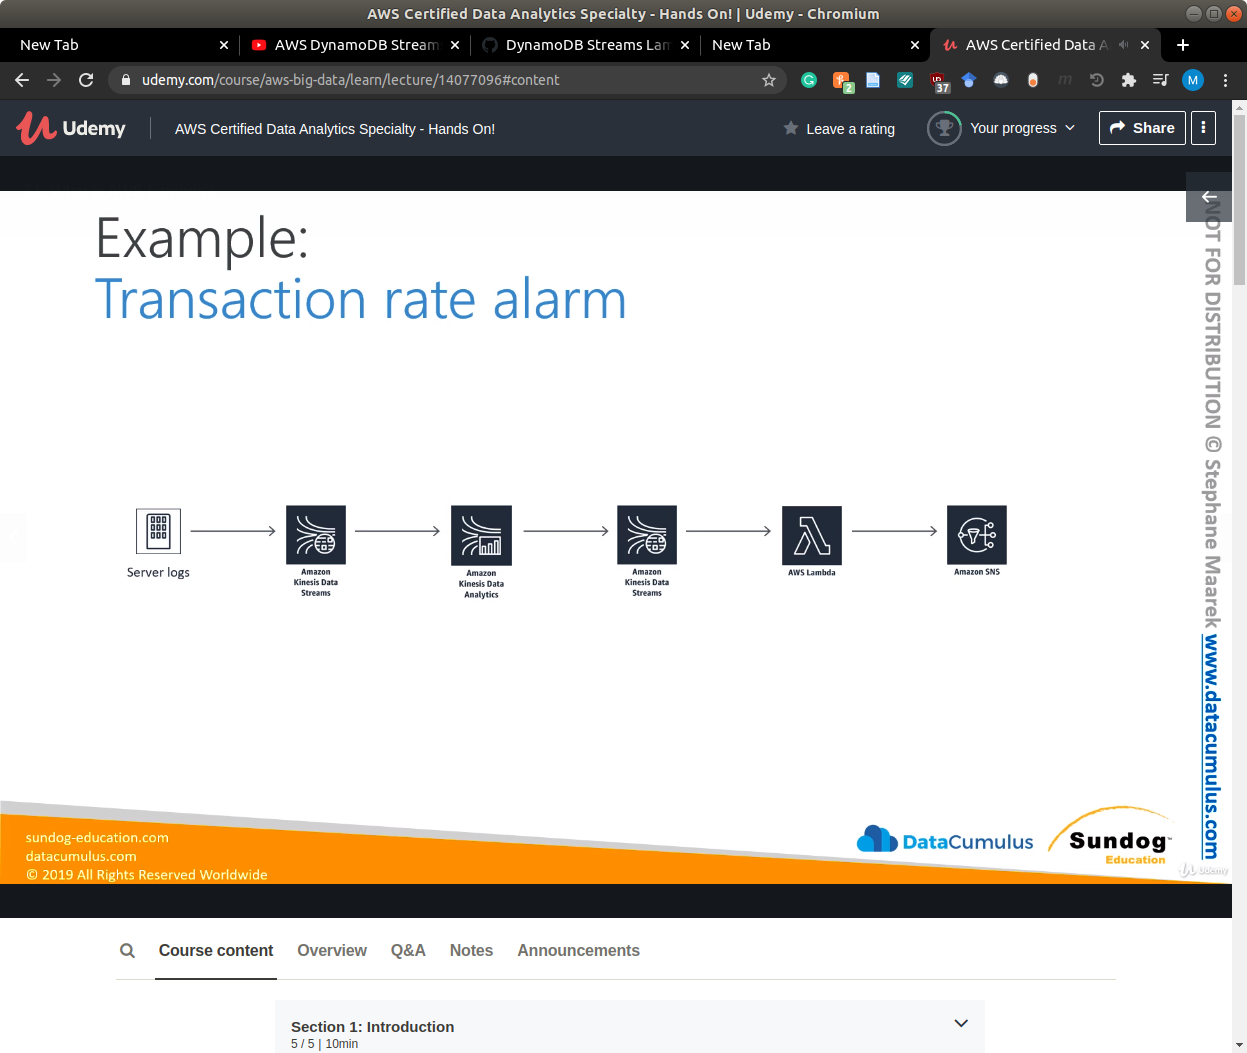 AWS Certified Data Analytics Specialty - Hands On! | Udemy - Chromium
New Tab
AWS DynamoDB Stream
DynamoDB Streams Lam
New Tab
AWS Certified Data A
udemy.com/course/aws-big-data/learn/lecture/14077096#content
2
37
M
Udemy
AWS Certified Data Analytics Specialty - Hands On!
Leave a rating
Your progress
Share
Example:
Transaction rate alarm
Server logs
Amazon
Kinesis Data
Streams
Amazon
Kinesis Data
Analytics
Amazon
Kinesis Data
Streams
AWS Lambda
Amazon SNS
NOT FOR DISTRIBUTION © Stephane Maarek www.datacumulus.com
sundog-education.com
datacumulus.com
© 2019 All Rights Reserved Worldwide
DataCumulus
Sundog
Education
Udemy
Course content
Overview
Q&A
Notes
Announcements
Section 1: Introduction
5 / 5 | 10min